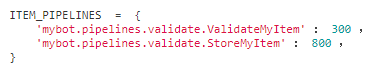 ITEM_PIPELINES = {
    'mybot.pipelines.validate.ValidateMyItem' : 300 ,
    'mybot.pipelines.validate.StoreMyItem' : 800 ,
}